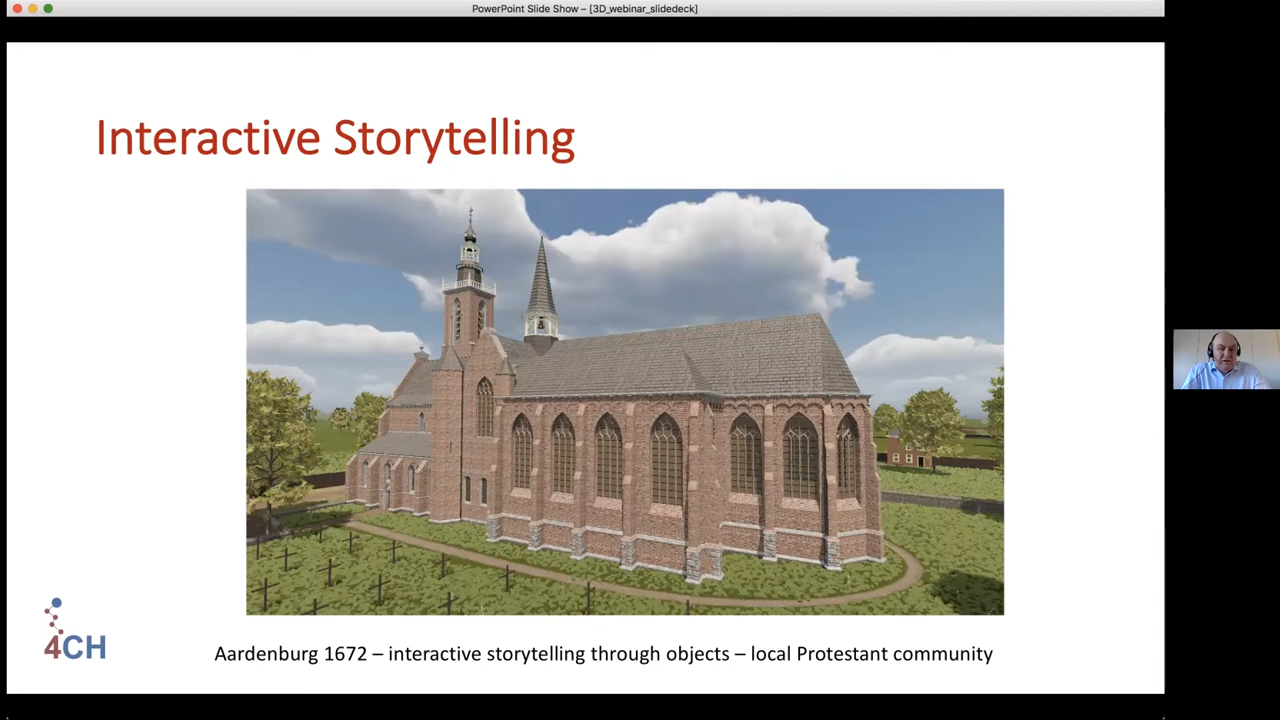 PowerPoint Slide Show – [3D_webinar_slidedeck]
Interactive Storytelling
4CH
Aardenburg 1672 – interactive storytelling through objects – local Protestant community